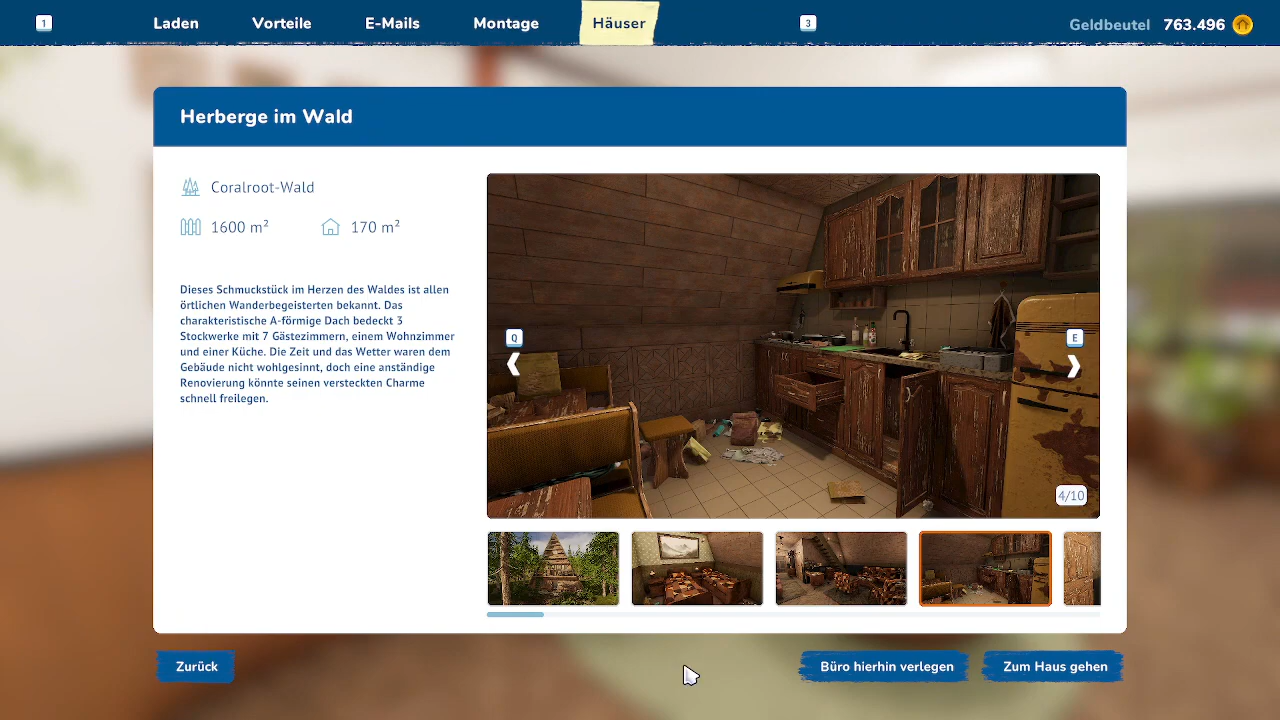 1
Laden
Vorteile
E-Mails
Montage
Häuser
3
Geldbeutel 763.496
Herberge im Wald
Coralroot-Wald
1600 m²
170 m²
Dieses Schmuckstück im Herzen des Waldes ist allen
örtlichen Wanderbegeisterten bekannt. Das
charakteristische A-förmige Dach bedeckt 3
Stockwerke mit 7 Gästezimmern, einem Wohnzimmer
und einer Küche. Die Zeit und das Wetter waren dem
Gebäude nicht wohlgesinnt, doch eine anständige
Renovierung könnte seinen versteckten Charme
schnell freilegen.
Q
E
4/10
Zurück
Büro hierhin verlegen
Zum Haus gehen